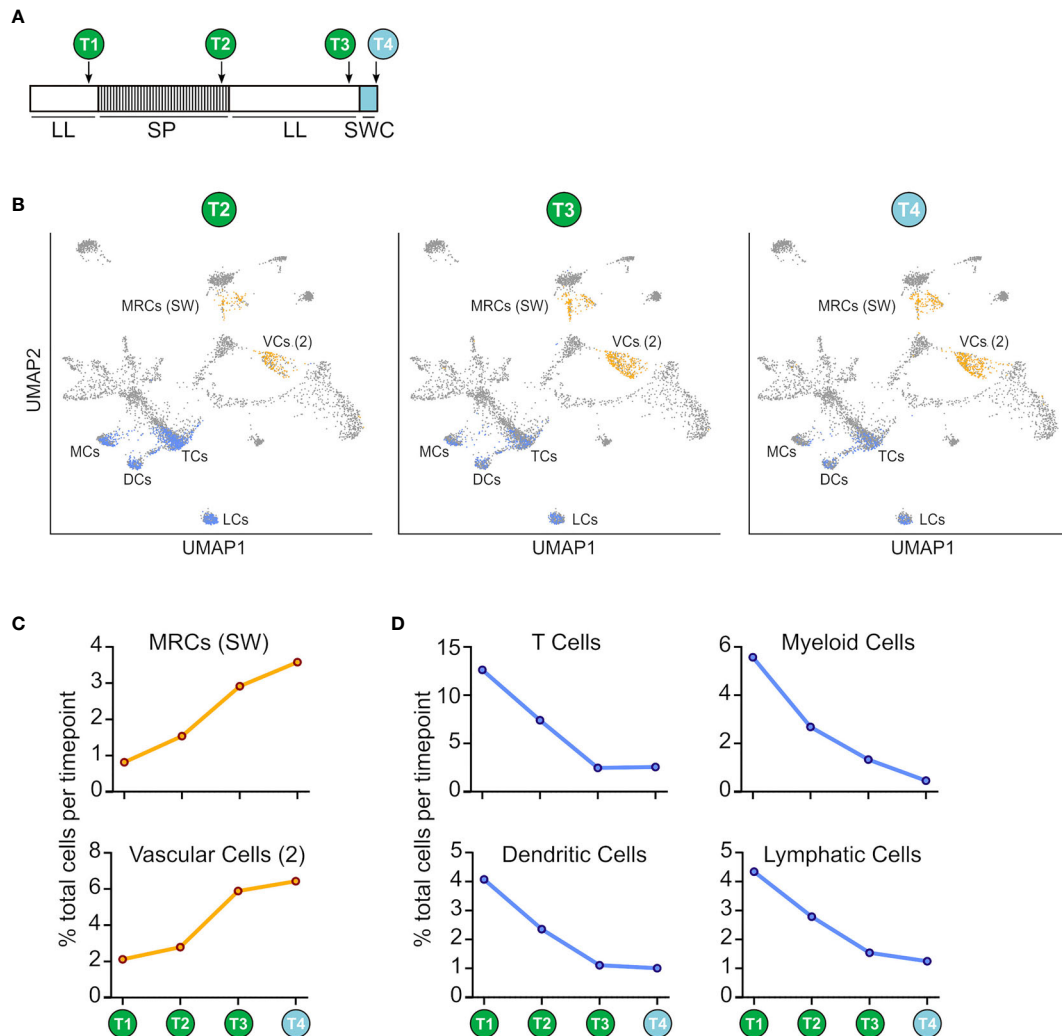 A
T1 T2 T3 T4
LL SP LL SWC
B
T2 T3 T4
MRCs (SW) MRCs (SW) MRCs (SW)
VCs (2) VCs (2) VCs (2)
UMAP2
MCs TCs MCs TCs MCs TCs
DCs DCs DCs
LCs LCs LCs
UMAP1 UMAP1 UMAP1
C D
MRCs (SW) T Cells Myeloid Cells
% total cells per timepoint
% total cells per timepoint
4 3 2 1 0
15 10 5 0
6 4 2 0
Vascular Cells (2) Dendritic Cells Lymphatic Cells
8 6 4 2 0
5 4 3 2 1 0
5 4 3 2 1 0
T1 T2 T3 T4 T1 T2 T3 T4 T1 T2 T3 T4